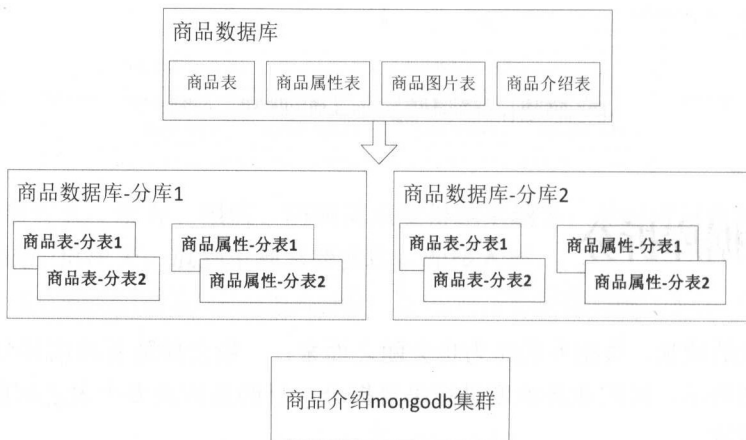 商品数据库
商品表 商品属性表 商品图片表 商品介绍表
商品数据库-分库1
商品表-分表1
商品属性-分表1
商品表-分表2
商品属性-分表2
商品数据库-分库2
商品表-分表1
商品属性-分表1
商品表-分表2
商品属性-分表2
商品介绍mongodb集群